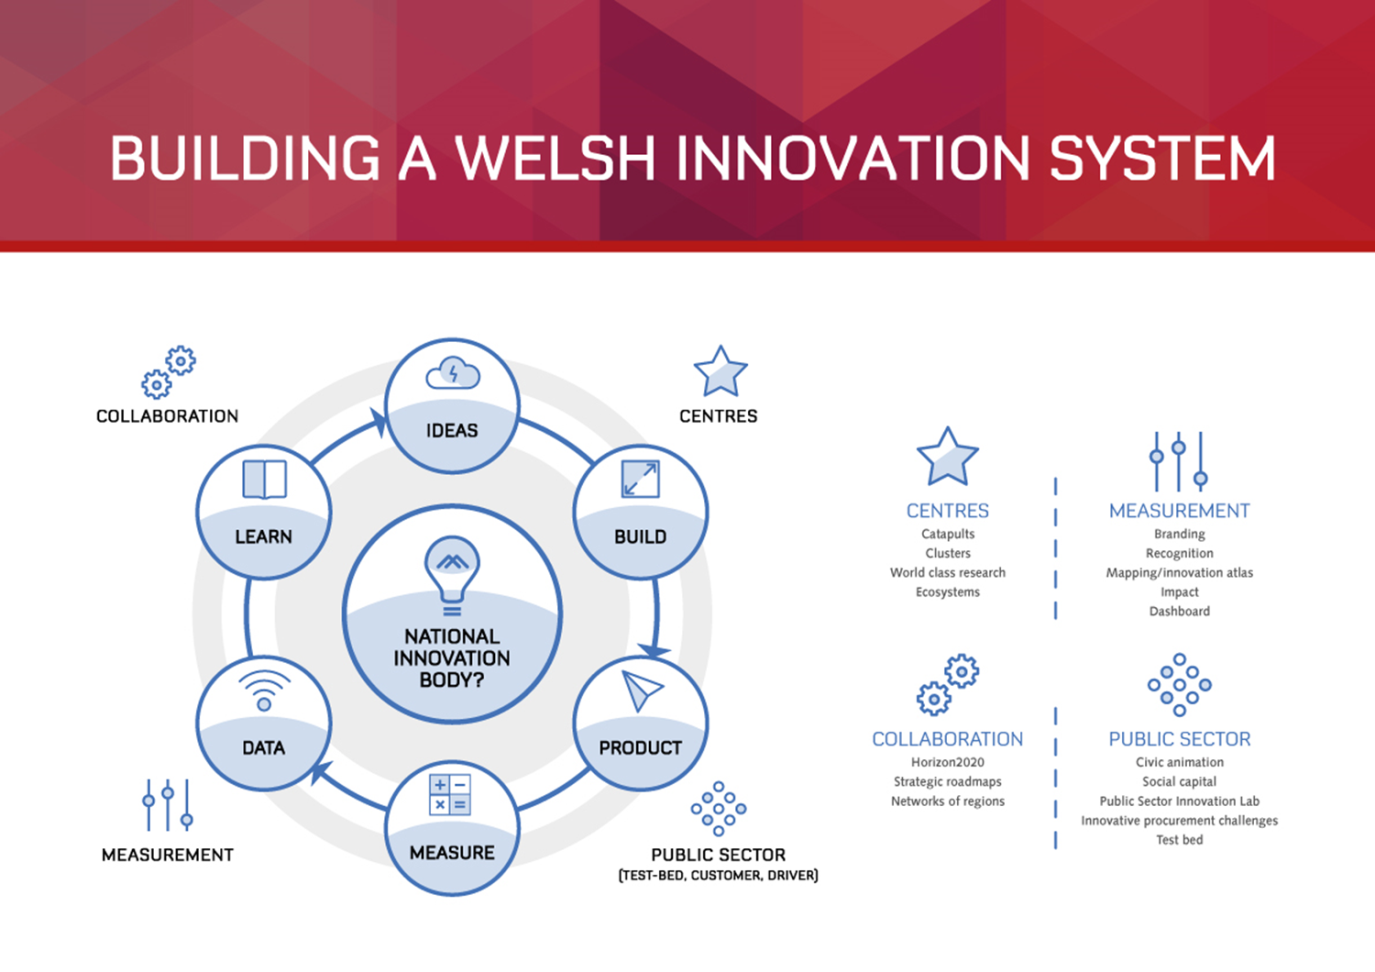 BUILDING A WELSH INNOVATION SYSTEM
COLLABORATION
IDEAS
CENTRES
LEARN
BUILD
NATIONAL
INNOVATION
BODY?
DATA
PRODUCT
MEASURE
MEASUREMENT
PUBLIC SECTOR
(TEST-BED, CUSTOMER, DRIVER)
CENTRES
Catapults
Clusters
World class research
Ecosystems
MEASUREMENT
Branding
Recognition
Mapping/innovation atlas
Impact
Dashboard
COLLABORATION
Horizon2020
Strategic roadmaps
Networks of regions
PUBLIC SECTOR
Civic animation
Social capital
Public Sector Innovation Lab
Innovative procurement challenges
Test bed